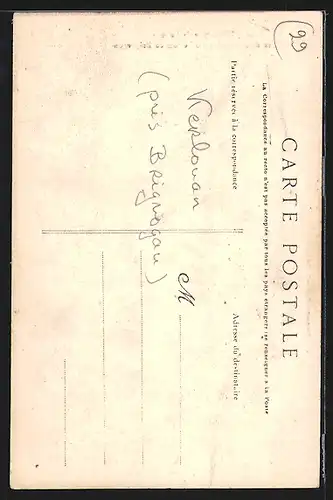 29
CARTE POSTALE
La Correspondance au recto n'est pas acceptée par tous les pays étrangers (se renseigner à la Poste
Partie réservée à la correspondance
Adresse du destinataire
Kerlouan
(près Brignogan)
M